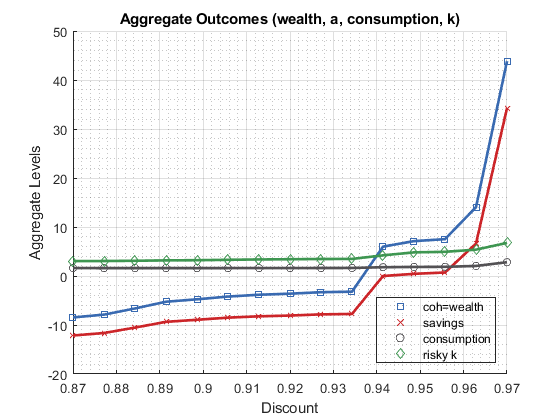 Aggregate Outcomes (wealth, a, consumption, k)
50
40
30
20
10
0
-10
-20
Aggregate Levels
coh=wealth
savings
consumption
risky k
0.87 0.88 0.89 0.9 0.91 0.92 0.93 0.94 0.95 0.96 0.97
Discount